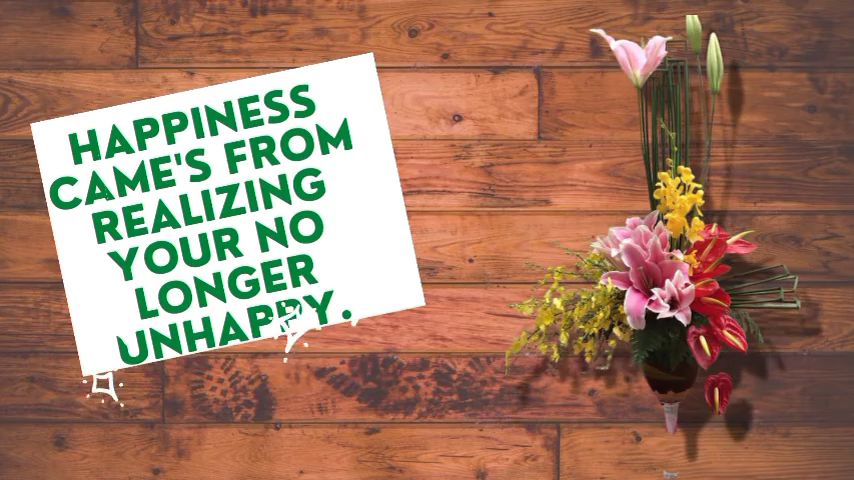 HAPPINESS
CAME'S FROM
REALIZING
YOUR NO
LONGER
UNHAPPY.